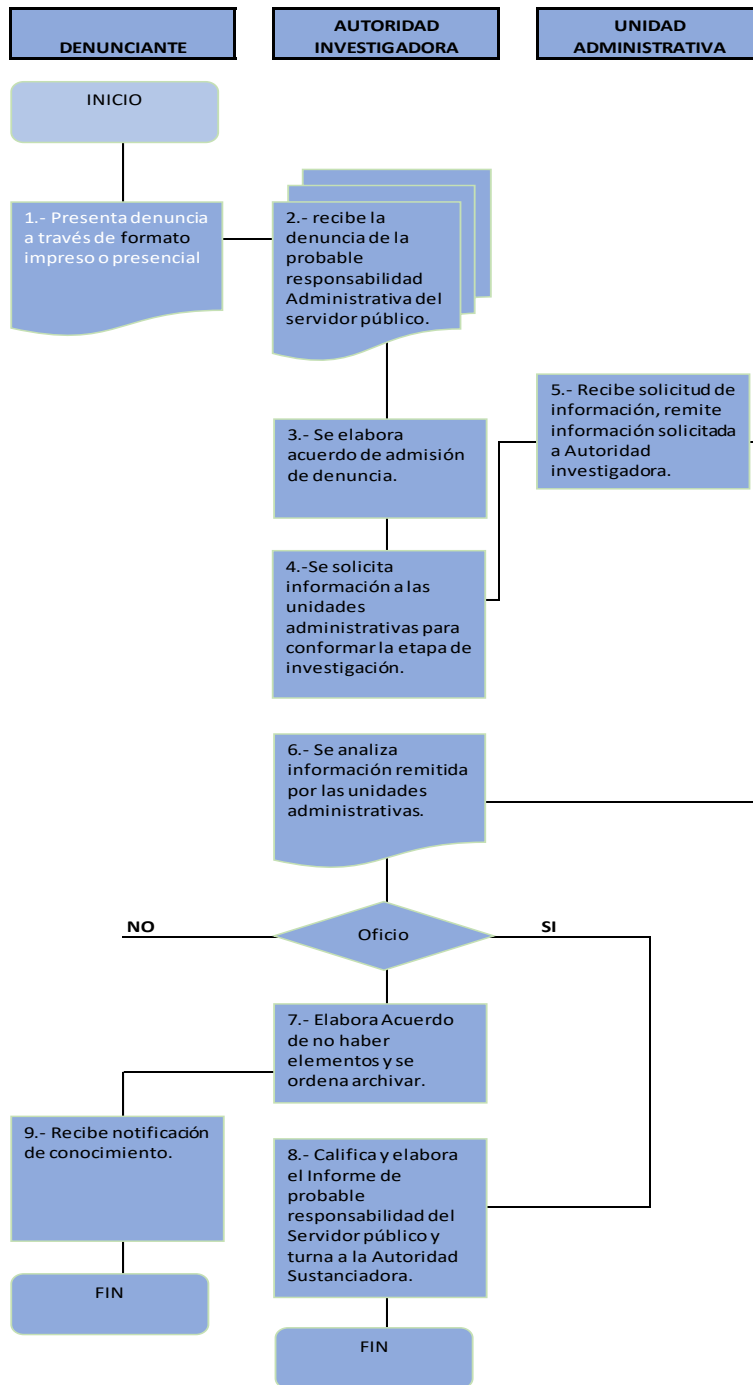 DENUNCIANTE
AUTORIDAD
INVESTIGADORA
UNIDAD
ADMINISTRATIVA
INICIO
1.- Presenta denuncia
a través de formato
impreso o presencial
2.- recibe la
denuncia de la
probable
responsabilidad
Administrativa del
servidor público.
3.- Se elabora
acuerdo de admisión
de denuncia.
4.-Se solicita
información a las
unidades
administrativas para
conformar la etapa de
investigación.
5.- Recibe solicitud de
información, remite
información solicitada
a Autoridad
investigadora.
6.- Se analiza
información remitida
por las unidades
administrativas.
NO
Oficio
SI
7.- Elabora Acuerdo
de no haber
elementos y se
ordena archivar.
9.- Recibe notificación
de conocimiento.
8.- Califica y elabora
el Informe de
probable
responsabilidad del
Servidor público y
turna a la Autoridad
Sustanciadora.
FIN
FIN